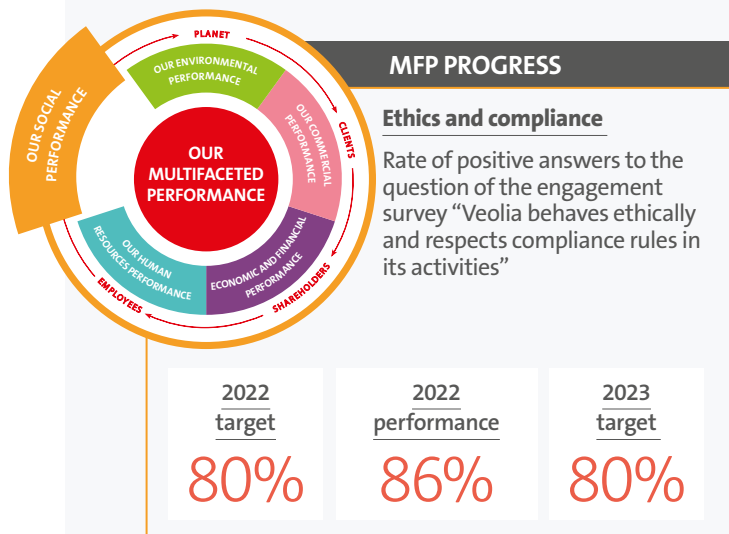 PLANET
OUR ENVIRONMENTAL
PERFORMANCE
OUR SOCIAL
PERFORMANCE
OUR COMMERCIAL
PERFORMANCE
CLIENTS
OUR
MULTIFACETED
PERFORMANCE
OUR HUMAN
RESOURCES PERFORMANCE
ECONOMIC AND FINANCIAL
PERFORMANCE
EMPLOYEES
SHAREHOLDERS
MFP PROGRESS
Ethics and compliance
Rate of positive answers to the
question of the engagement
survey “Veolia behaves ethically
and respects compliance rules in
its activities”
2022
target
80%
2022
performance
86%
2023
target
80%